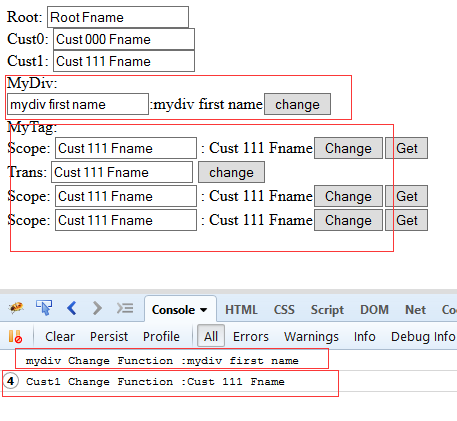 Root: Root Fname
Cust0: Cust 000 Fname
Cust1: Cust 111 Fname
MyDiv:
mydiv first name :mydiv first name change
MyTag:
Scope: Cust 111 Fname : Cust 111 Fname Change Get
Trans: Cust 111 Fname change
Scope: Cust 111 Fname : Cust 111 Fname Change Get
Scope: Cust 111 Fname : Cust 111 Fname Change Get
Console HTML CSS Script DOM Net Co
Clear Persist Profile All Errors Warnings Info Debug Info
mydiv Change Function :mydiv first name
4 Cust1 Change Function :Cust 111 Fname